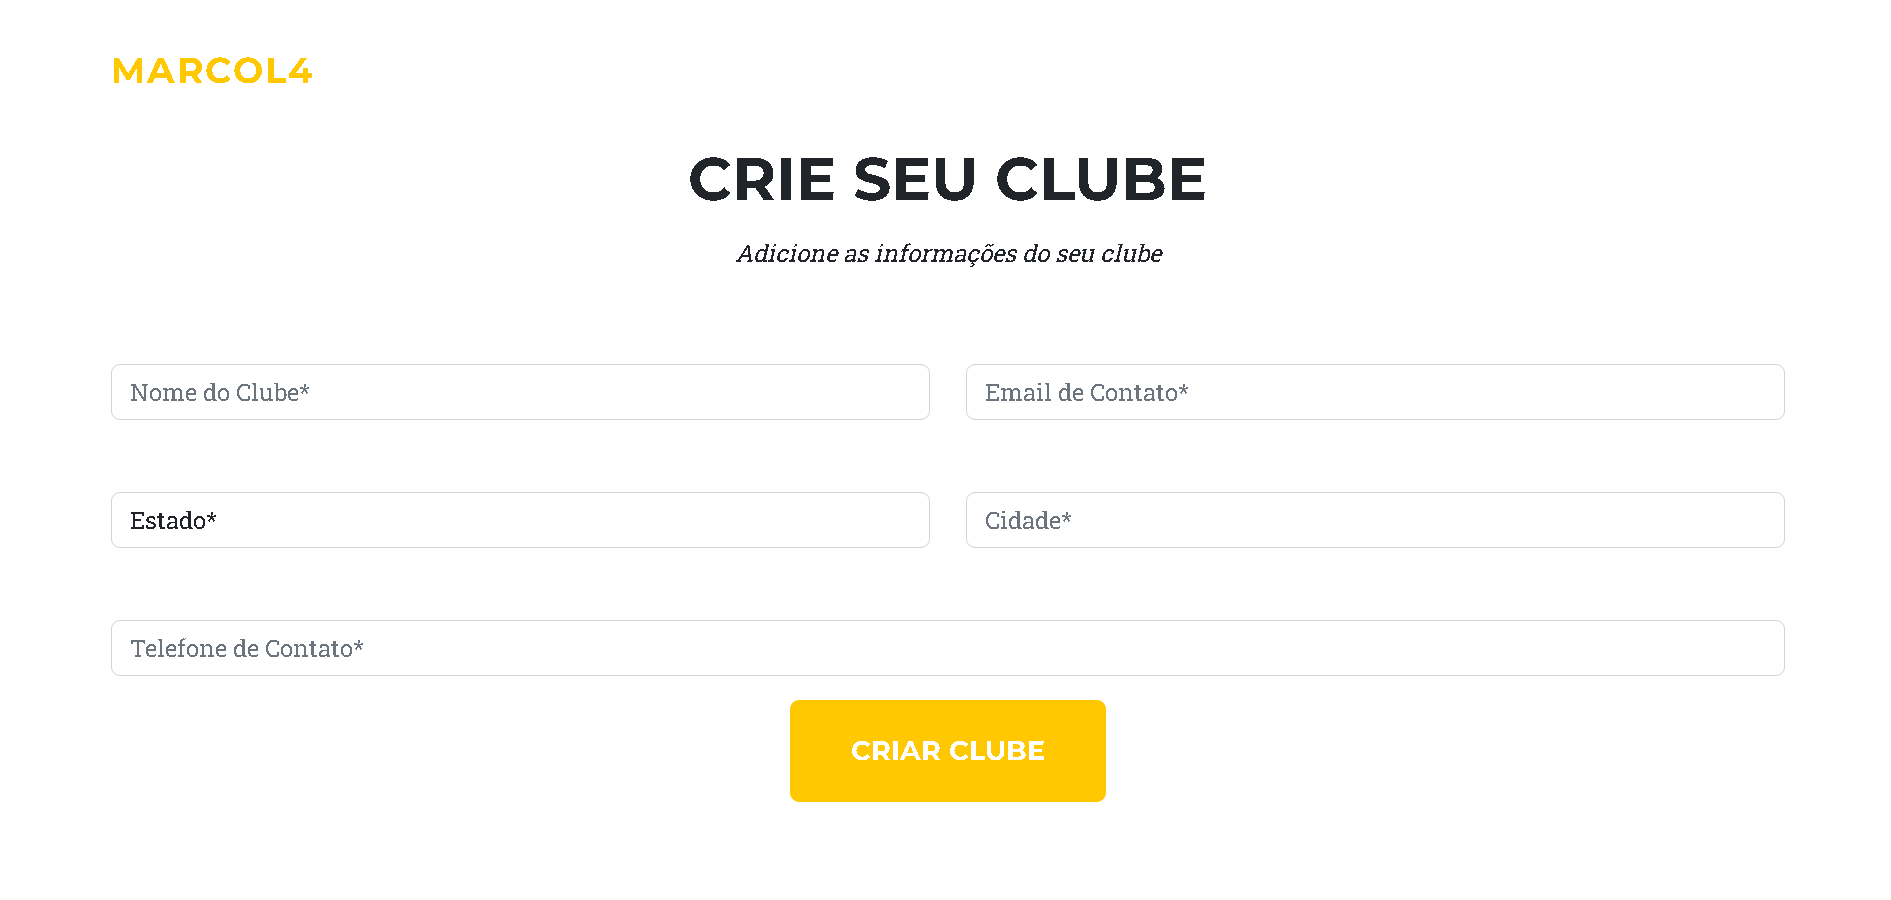 MARCOL4
CRIE SEU CLUBE
Adicione as informações do seu clube
Nome do Clube*
Email de Contato*
Estado*
Cidade*
Telefone de Contato*
CRIAR CLUBE